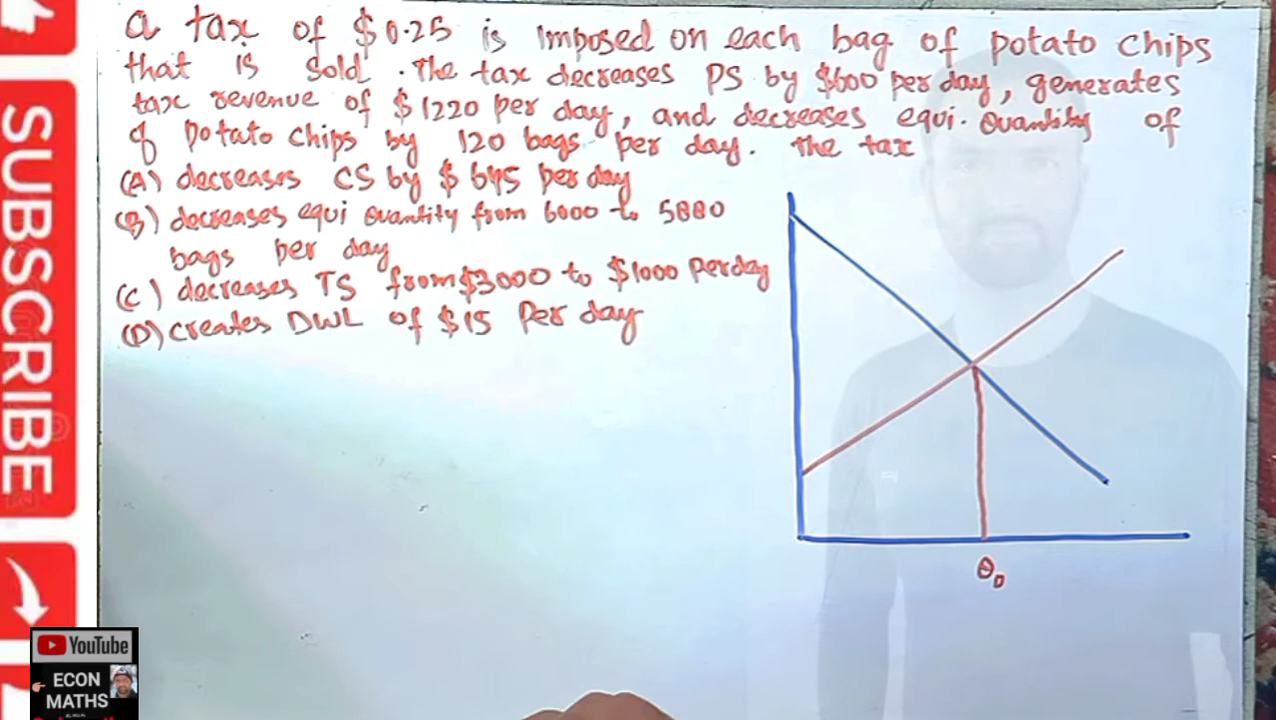 a tax of $0.25 is Imposed on each bag of potato chips
that is sold. The tax decreases PS by $600 per day, generates
tax revenue of $1220 per day, and decreases equi. Quantity of
of potato chips by 120 bags per day. The tax
(A) decreases CS by $645 per day
(B) decreases equi Quantity from 6000 to 5880
bags per day
(C) decreases TS from $3000 to $1000 Per day
(D) creates DWL of $15 Per day
SUBSCRIBE
YouTube
ECON
MATHS